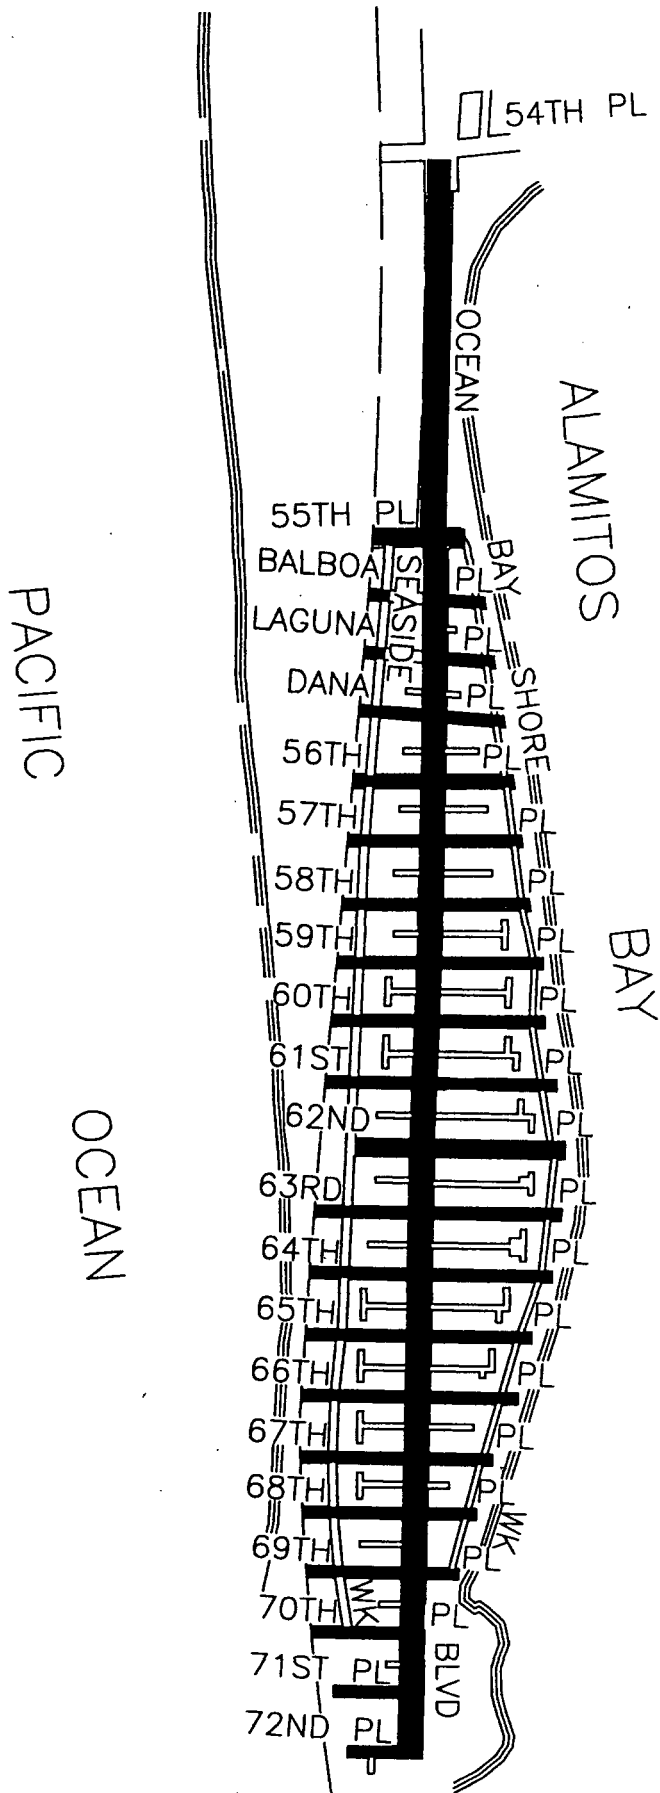 54TH PL
OCEAN
ALAMITOS
55TH PL
BALBOA PL
SEASIDE
BAY
LAGUNA PL
PACIFIC
DANA PL
SHORE
56TH PL
57TH PL
58TH PL
59TH PL
BAY
60TH PL
61ST PL
62ND PL
OCEAN
63RD PL
64TH PL
65TH PL
66TH PL
67TH PL
68TH PL
WK
69TH PL
WK
70TH PL
71ST PL
BLVD
72ND PL